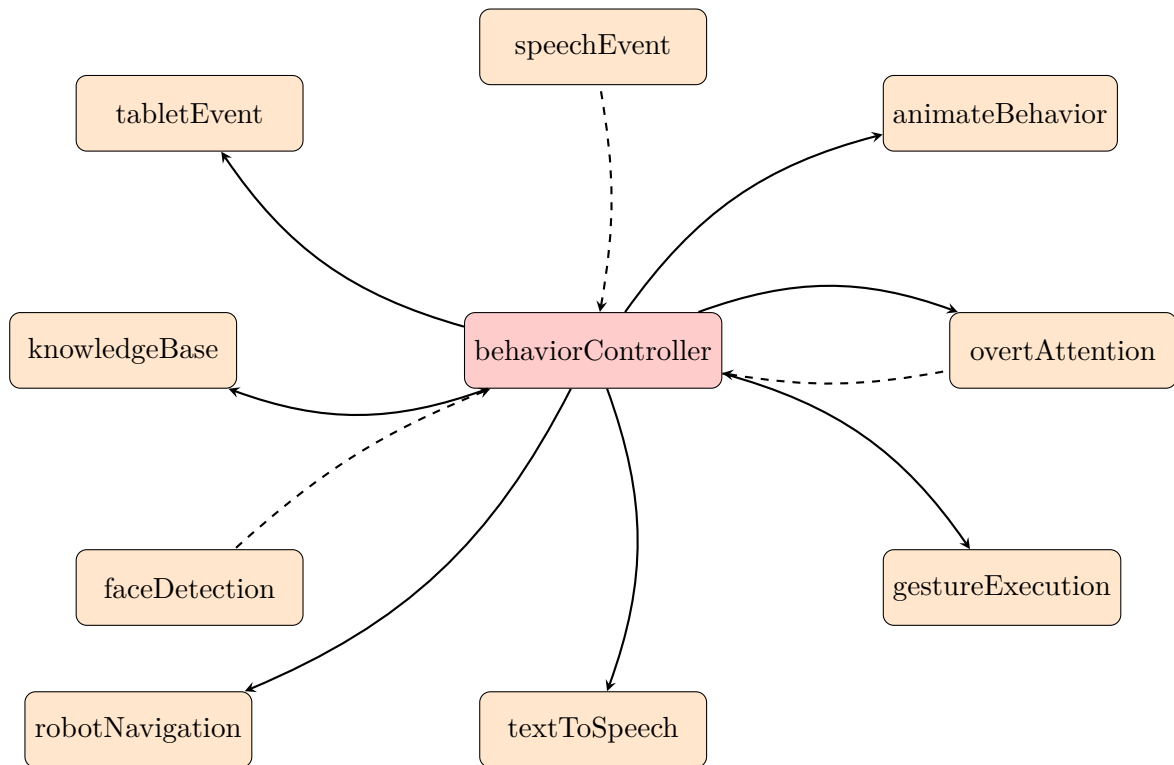 speechEvent
tabletEvent
animateBehavior
knowledgeBase
behaviorController
overtAttention
faceDetection
gestureExecution
robotNavigation
textToSpeech